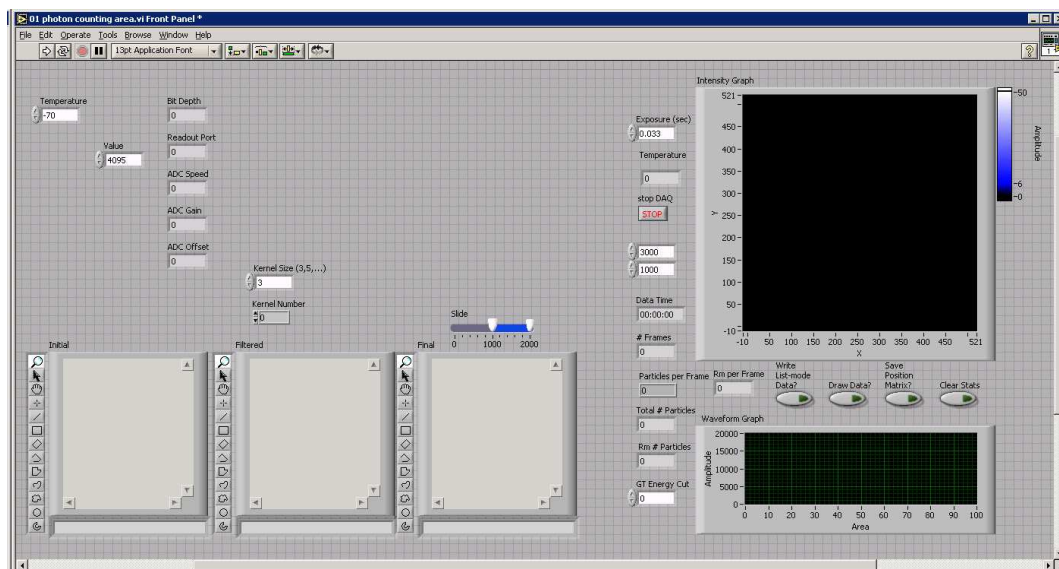 01 photon counting area.vi Front Panel *
File Edit Operate Tools Browse Window Help
13pt Application Font
1
Temperature
-70
Value
4095
Bit Depth
0
Readout Port
0
ADC Speed
0
ADC Gain
0
ADC Offset
0
Kernel Size (3,5,...)
3
Kernel Number
0
Slide
0 1000 2000
Initial
Filtered
Final
Exposure (sec)
0.033
Temperature
0
stop DAQ
STOP
3000
1000
Data Time
00:00:00
# Frames
0
Particles per Frame
0
Rm per Frame
0
Total # Particles
0
Rm # Particles
0
GT Energy Cut
0
Intensity Graph
521
450
400
350
300
250
200
150
100
50
-10
Y
-10 50 100 150 200 250 300 350 400 450 521
X
50
6
0
Amplitude
Write List-mode Data?
Draw Data?
Save Position Matrix?
Clear Stats
Waveform Graph
20000
15000
10000
5000
0
Amplitude
0 10 20 30 40 50 60 70 80 90 100
Area